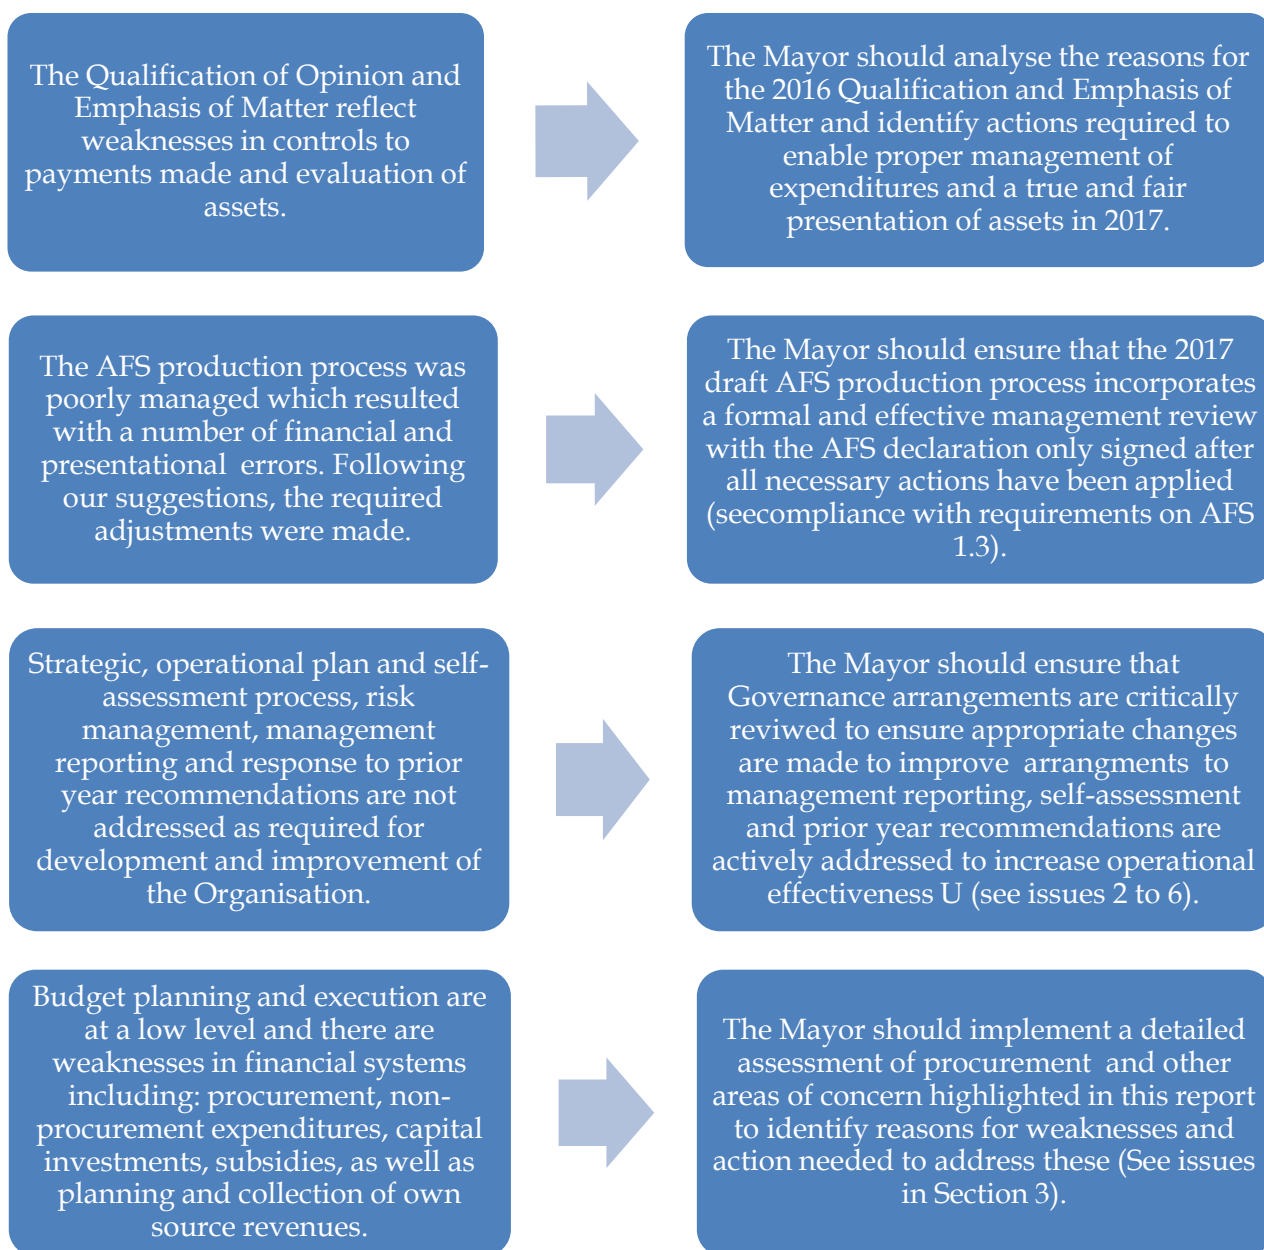 The Qualification of Opinion and
Emphasis of Matter reflect
weaknesses in controls to
payments made and evaluation of
assets.
The Mayor should analyse the reasons for
the 2016 Qualification and Emphasis of
Matter and identify actions required to
enable proper management of
expenditures and a true and fair
presentation of assets in 2017.
The AFS production process was
poorly managed which resulted
with a number of financial and
presentational errors. Following
our suggestions, the required
adjustments were made.
The Mayor should ensure that the 2017
draft AFS production process incorporates
a formal and effective management review
with the AFS declaration only signed after
all necessary actions have been applied
(seecompliance with requirements on AFS
1.3).
Strategic, operational plan and self-
assessment process, risk
management, management
reporting and response to prior
year recommendations are not
addressed as required for
development and improvement of
the Organisation.
The Mayor should ensure that
Governance arrangements are critically
reviwed to ensure appropriate changes
are made to improve arrangments to
management reporting, self-assessment
and prior year recommendations are
actively addressed to increase operational
effectiveness U (see issues 2 to 6).
Budget planning and execution are
at a low level and there are
weaknesses in financial systems
including: procurement, non-
procurement expenditures, capital
investments, subsidies, as well as
planning and collection of own
source revenues.
The Mayor should implement a detailed
assessment of procurement and other
areas of concern highlighted in this report
to identify reasons for weaknesses and
action needed to address these (See issues
in Section 3).